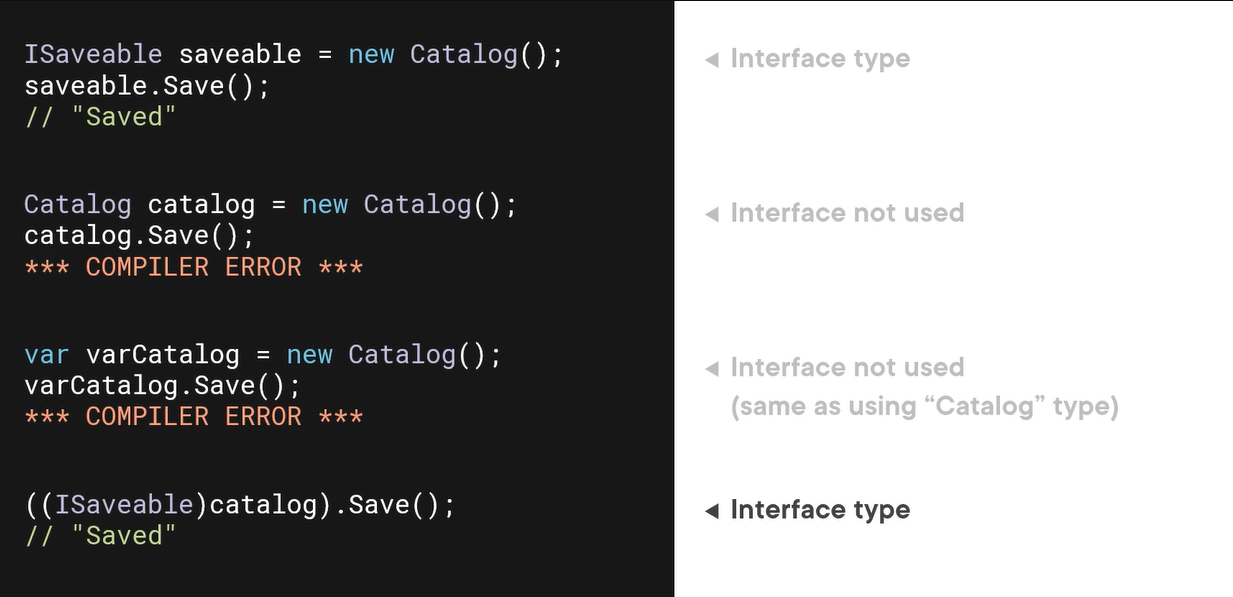 ISaveable saveable = new Catalog();
◄ Interface type
saveable.Save();
// "Saved"
Catalog catalog = new Catalog();
◄ Interface not used
catalog.Save();
*** COMPILER ERROR ***
var varCatalog = new Catalog();
◄ Interface not used
varCatalog.Save();
(same as using “Catalog” type)
*** COMPILER ERROR ***
((ISaveable)catalog).Save();
◄ Interface type
// "Saved"